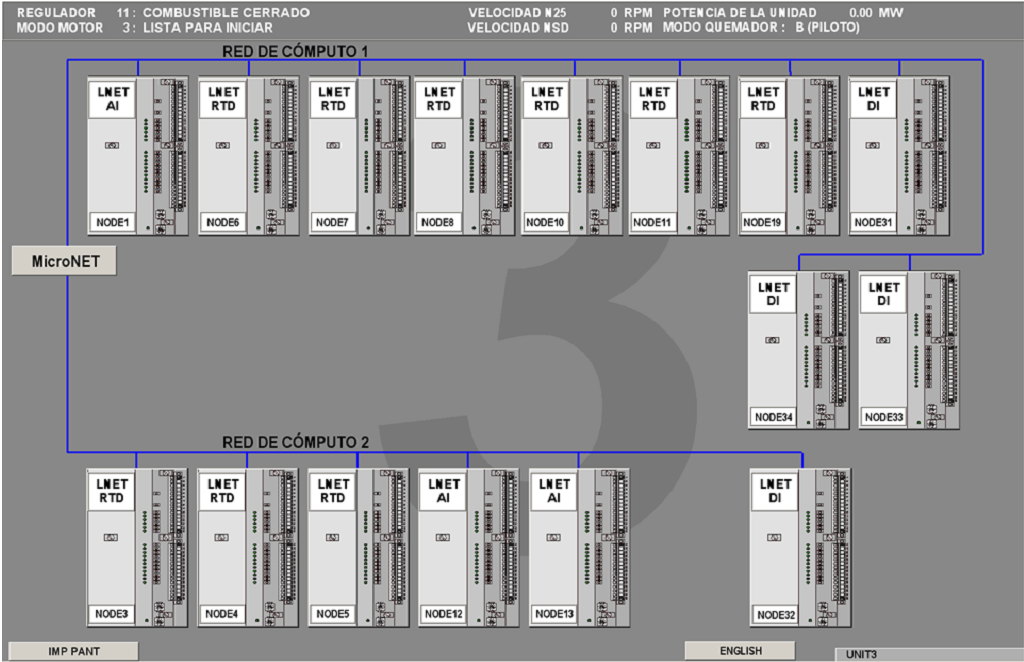 REGULADOR 11: COMBUSTIBLE CERRADO VELOCIDAD N25 0 RPM POTENCIA DE LA UNIDAD 0.00 MW
MODO MOTOR 3: LISTA PARA INICIAR VELOCIDAD NSD 0 RPM MODO QUEMADOR: B (PILOTO)
RED DE CÓMPUTO 1
LNET AI
LNET RTD
LNET RTD
LNET RTD
LNET RTD
LNET RTD
LNET RTD
LNET DI
NODE1 NODE6 NODE7 NODE8 NODE10 NODE11 NODE19 NODE31
MicroNET
3
LNET DI
LNET DI
NODE34 NODE33
RED DE CÓMPUTO 2
LNET RTD
LNET RTD
LNET RTD
LNET AI
LNET AI
LNET DI
NODE3 NODE4 NODE5 NODE12 NODE13 NODE32
IMP PANT ENGLISH UNIT3